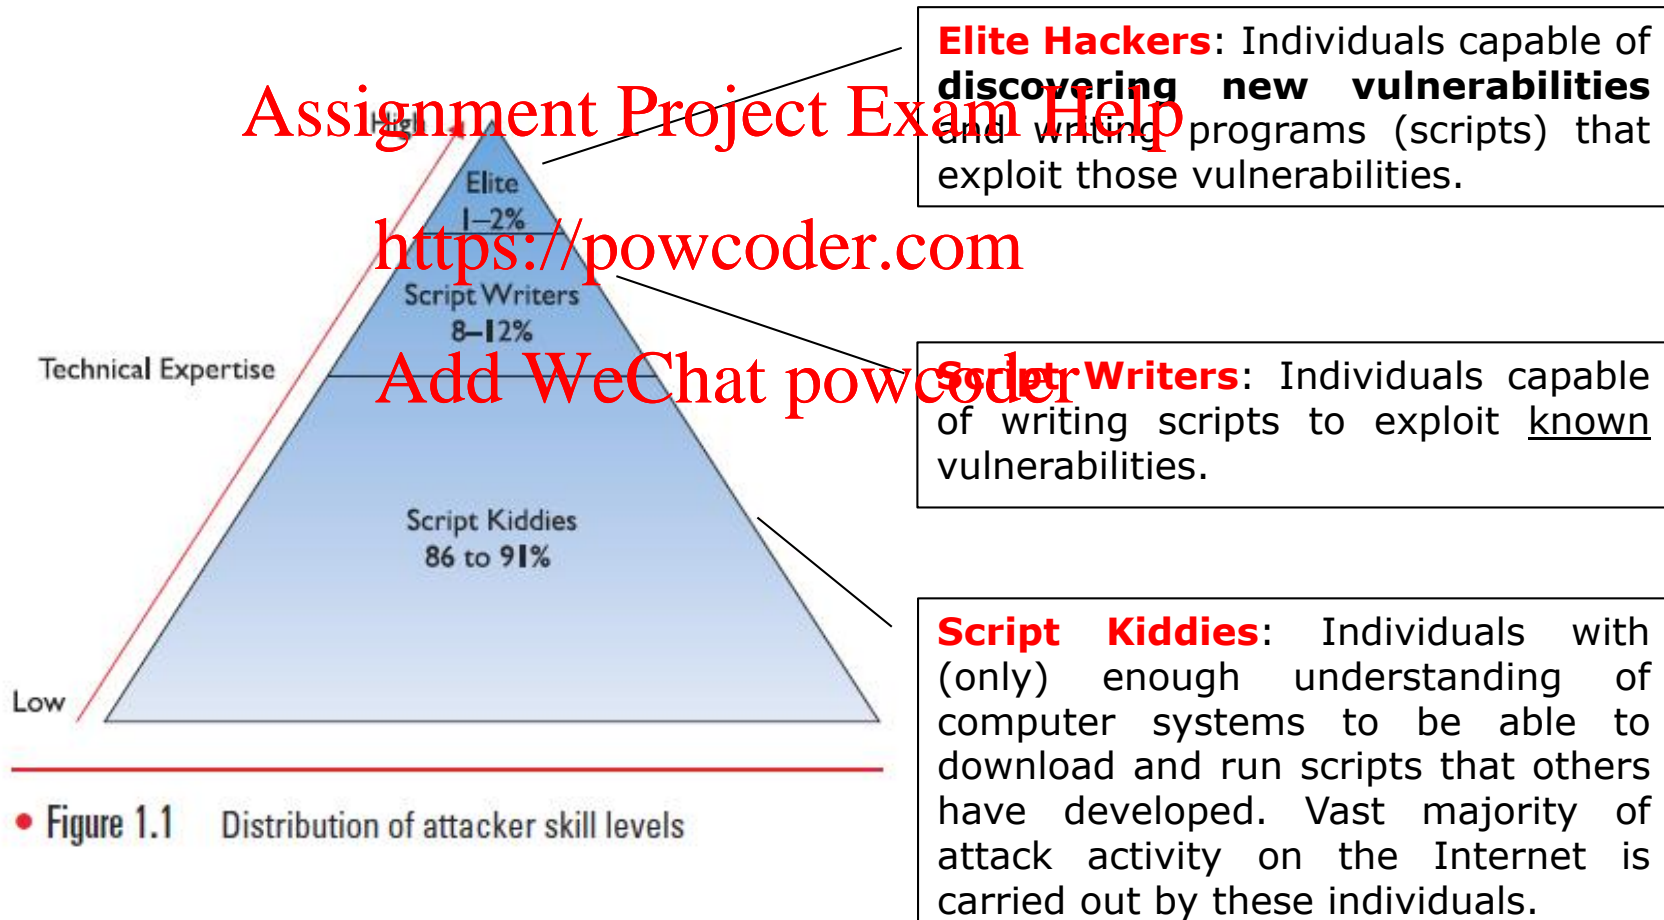 Elite Hackers: Individuals capable of
discovering new vulnerabilities
and writing programs (scripts) that
exploit those vulnerabilities.
Assignment Project Exam Help
High
Elite
1–2%
https://powcoder.com
Script Writers
8–12%
Technical Expertise
Add WeChat powcoder
Script Writers: Individuals capable
of writing scripts to exploit known
vulnerabilities.
Script Kiddies
86 to 91%
Low
Script Kiddies: Individuals with
(only) enough understanding of
computer systems to be able to
download and run scripts that others
have developed. Vast majority of
attack activity on the Internet is
carried out by these individuals.
• Figure 1.1 Distribution of attacker skill levels